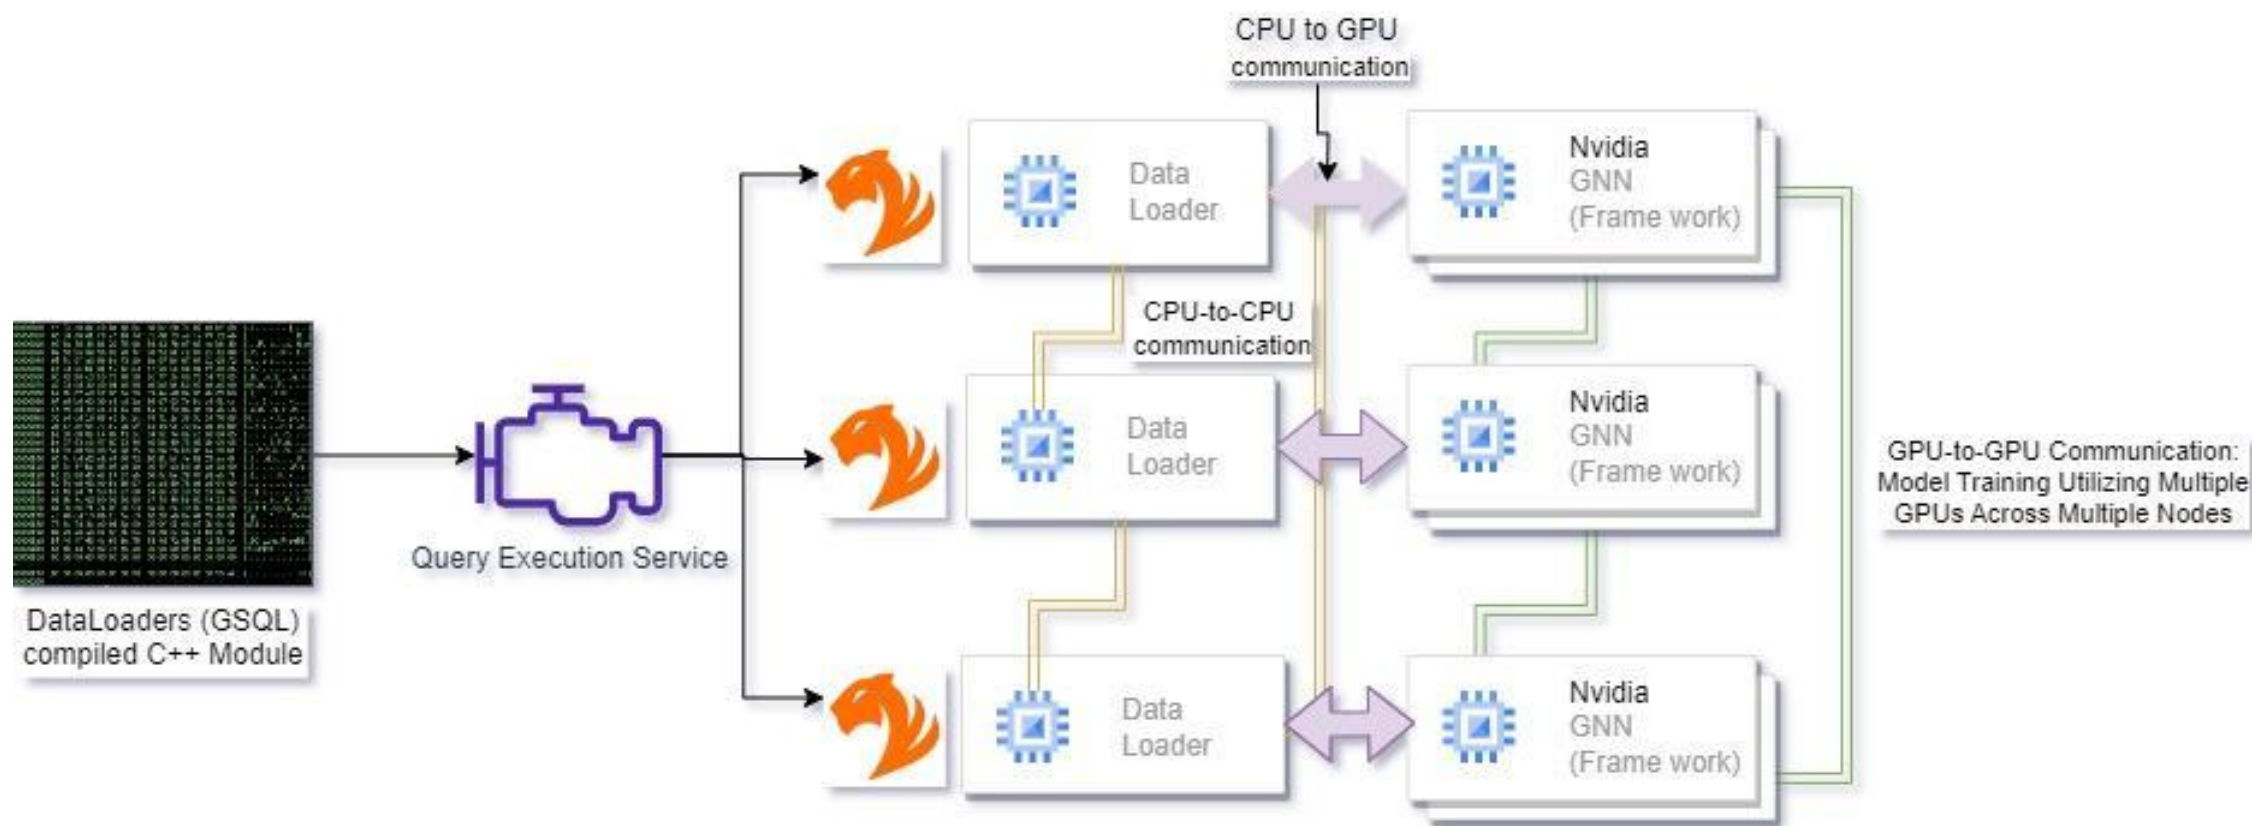 CPU to GPU
communication
Data
Loader
Nvidia
GNN
(Frame work)
CPU-to-CPU
communication
Data
Loader
Nvidia
GNN
(Frame work)
GPU-to-GPU Communication:
Model Training Utilizing Multiple
GPUs Across Multiple Nodes
Query Execution Service
DataLoaders (GSQL)
compiled C++ Module
Data
Loader
Nvidia
GNN
(Frame work)